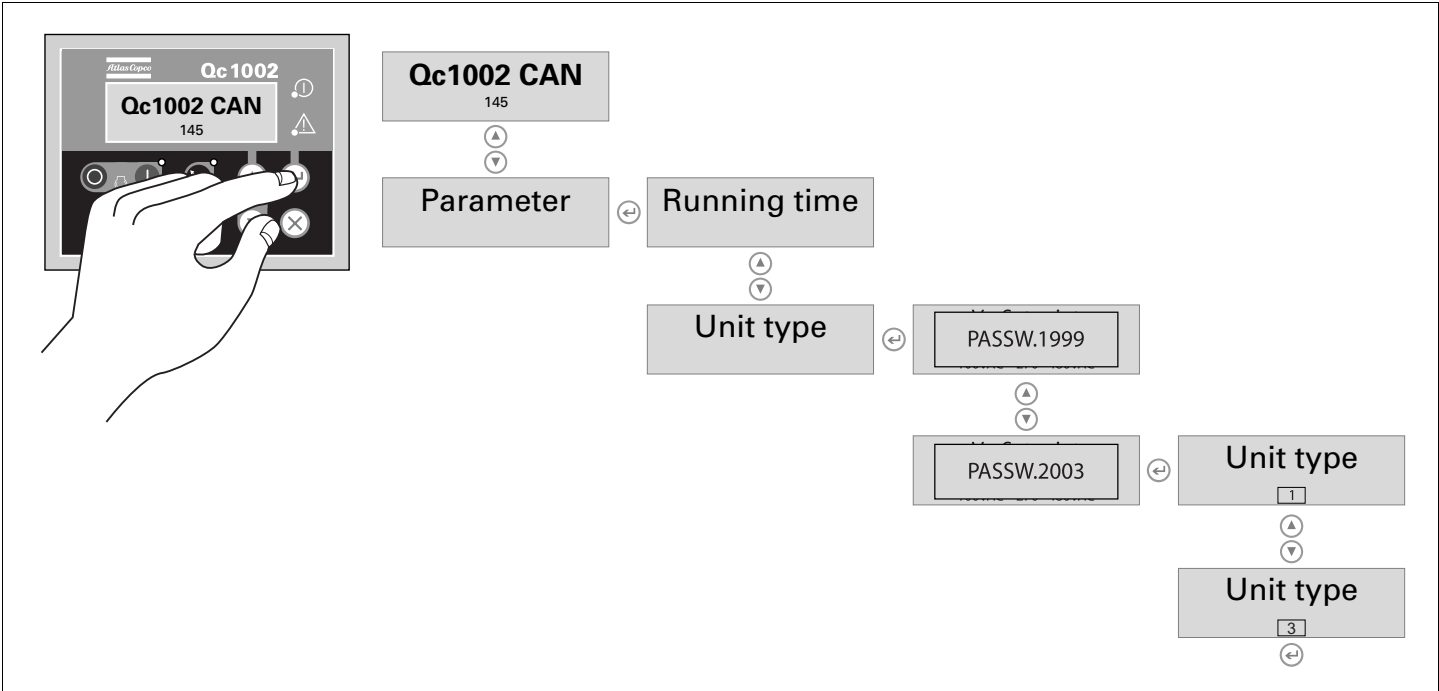 Atlas Copco
Qc1002
Qc1002 CAN
145
Qc1002 CAN
145
Parameter
Running time
Unit type
PASSW.1999
PASSW.2003
Unit type
1
Unit type
3